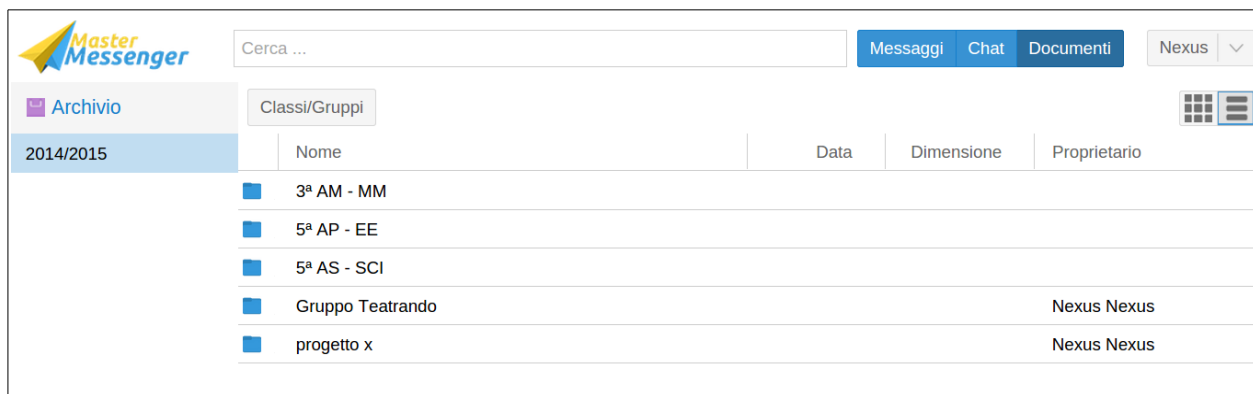 Master
Messenger
Cerca ...
Messaggi Chat Documenti
Nexus
Archivio
Classi/Gruppi
2014/2015
Nome Data Dimensione Proprietario
3ª AM - MM
5ª AP - EE
5ª AS - SCI
Gruppo Teatrando Nexus Nexus
progetto x Nexus Nexus